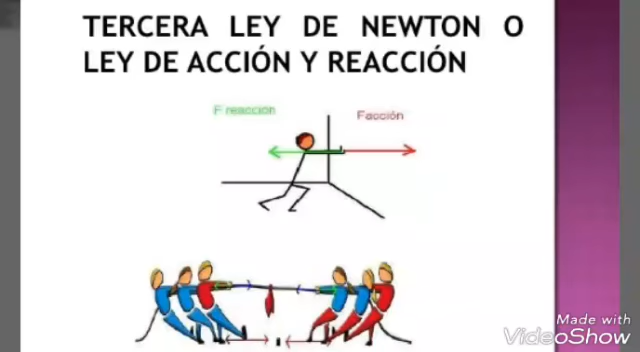 TERCERA LEY DE NEWTON O
LEY DE ACCIÓN Y REACCIÓN
F reacción
Facción
Made with
VideoShow